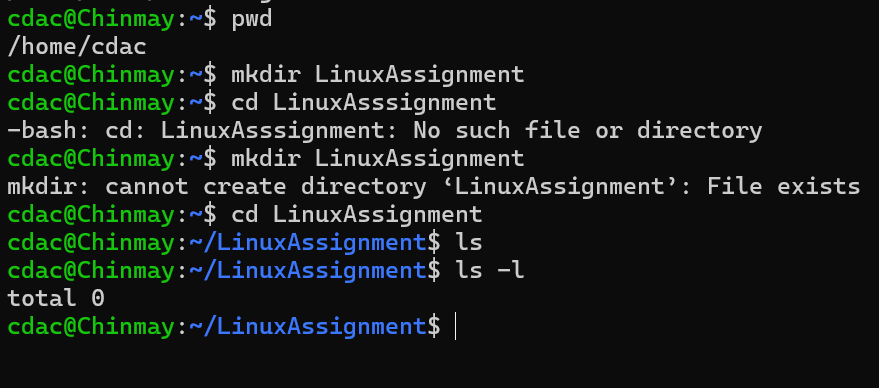 cdac@Chinmay:~$ pwd
/home/cdac
cdac@Chinmay:~$ mkdir LinuxAssignment
cdac@Chinmay:~$ cd LinuxAsssignment
-bash: cd: LinuxAsssignment: No such file or directory
cdac@Chinmay:~$ mkdir LinuxAssignment
mkdir: cannot create directory ‘LinuxAssignment’: File exists
cdac@Chinmay:~$ cd LinuxAssignment
cdac@Chinmay:~/LinuxAssignment$ ls
cdac@Chinmay:~/LinuxAssignment$ ls -l
total 0
cdac@Chinmay:~/LinuxAssignment$